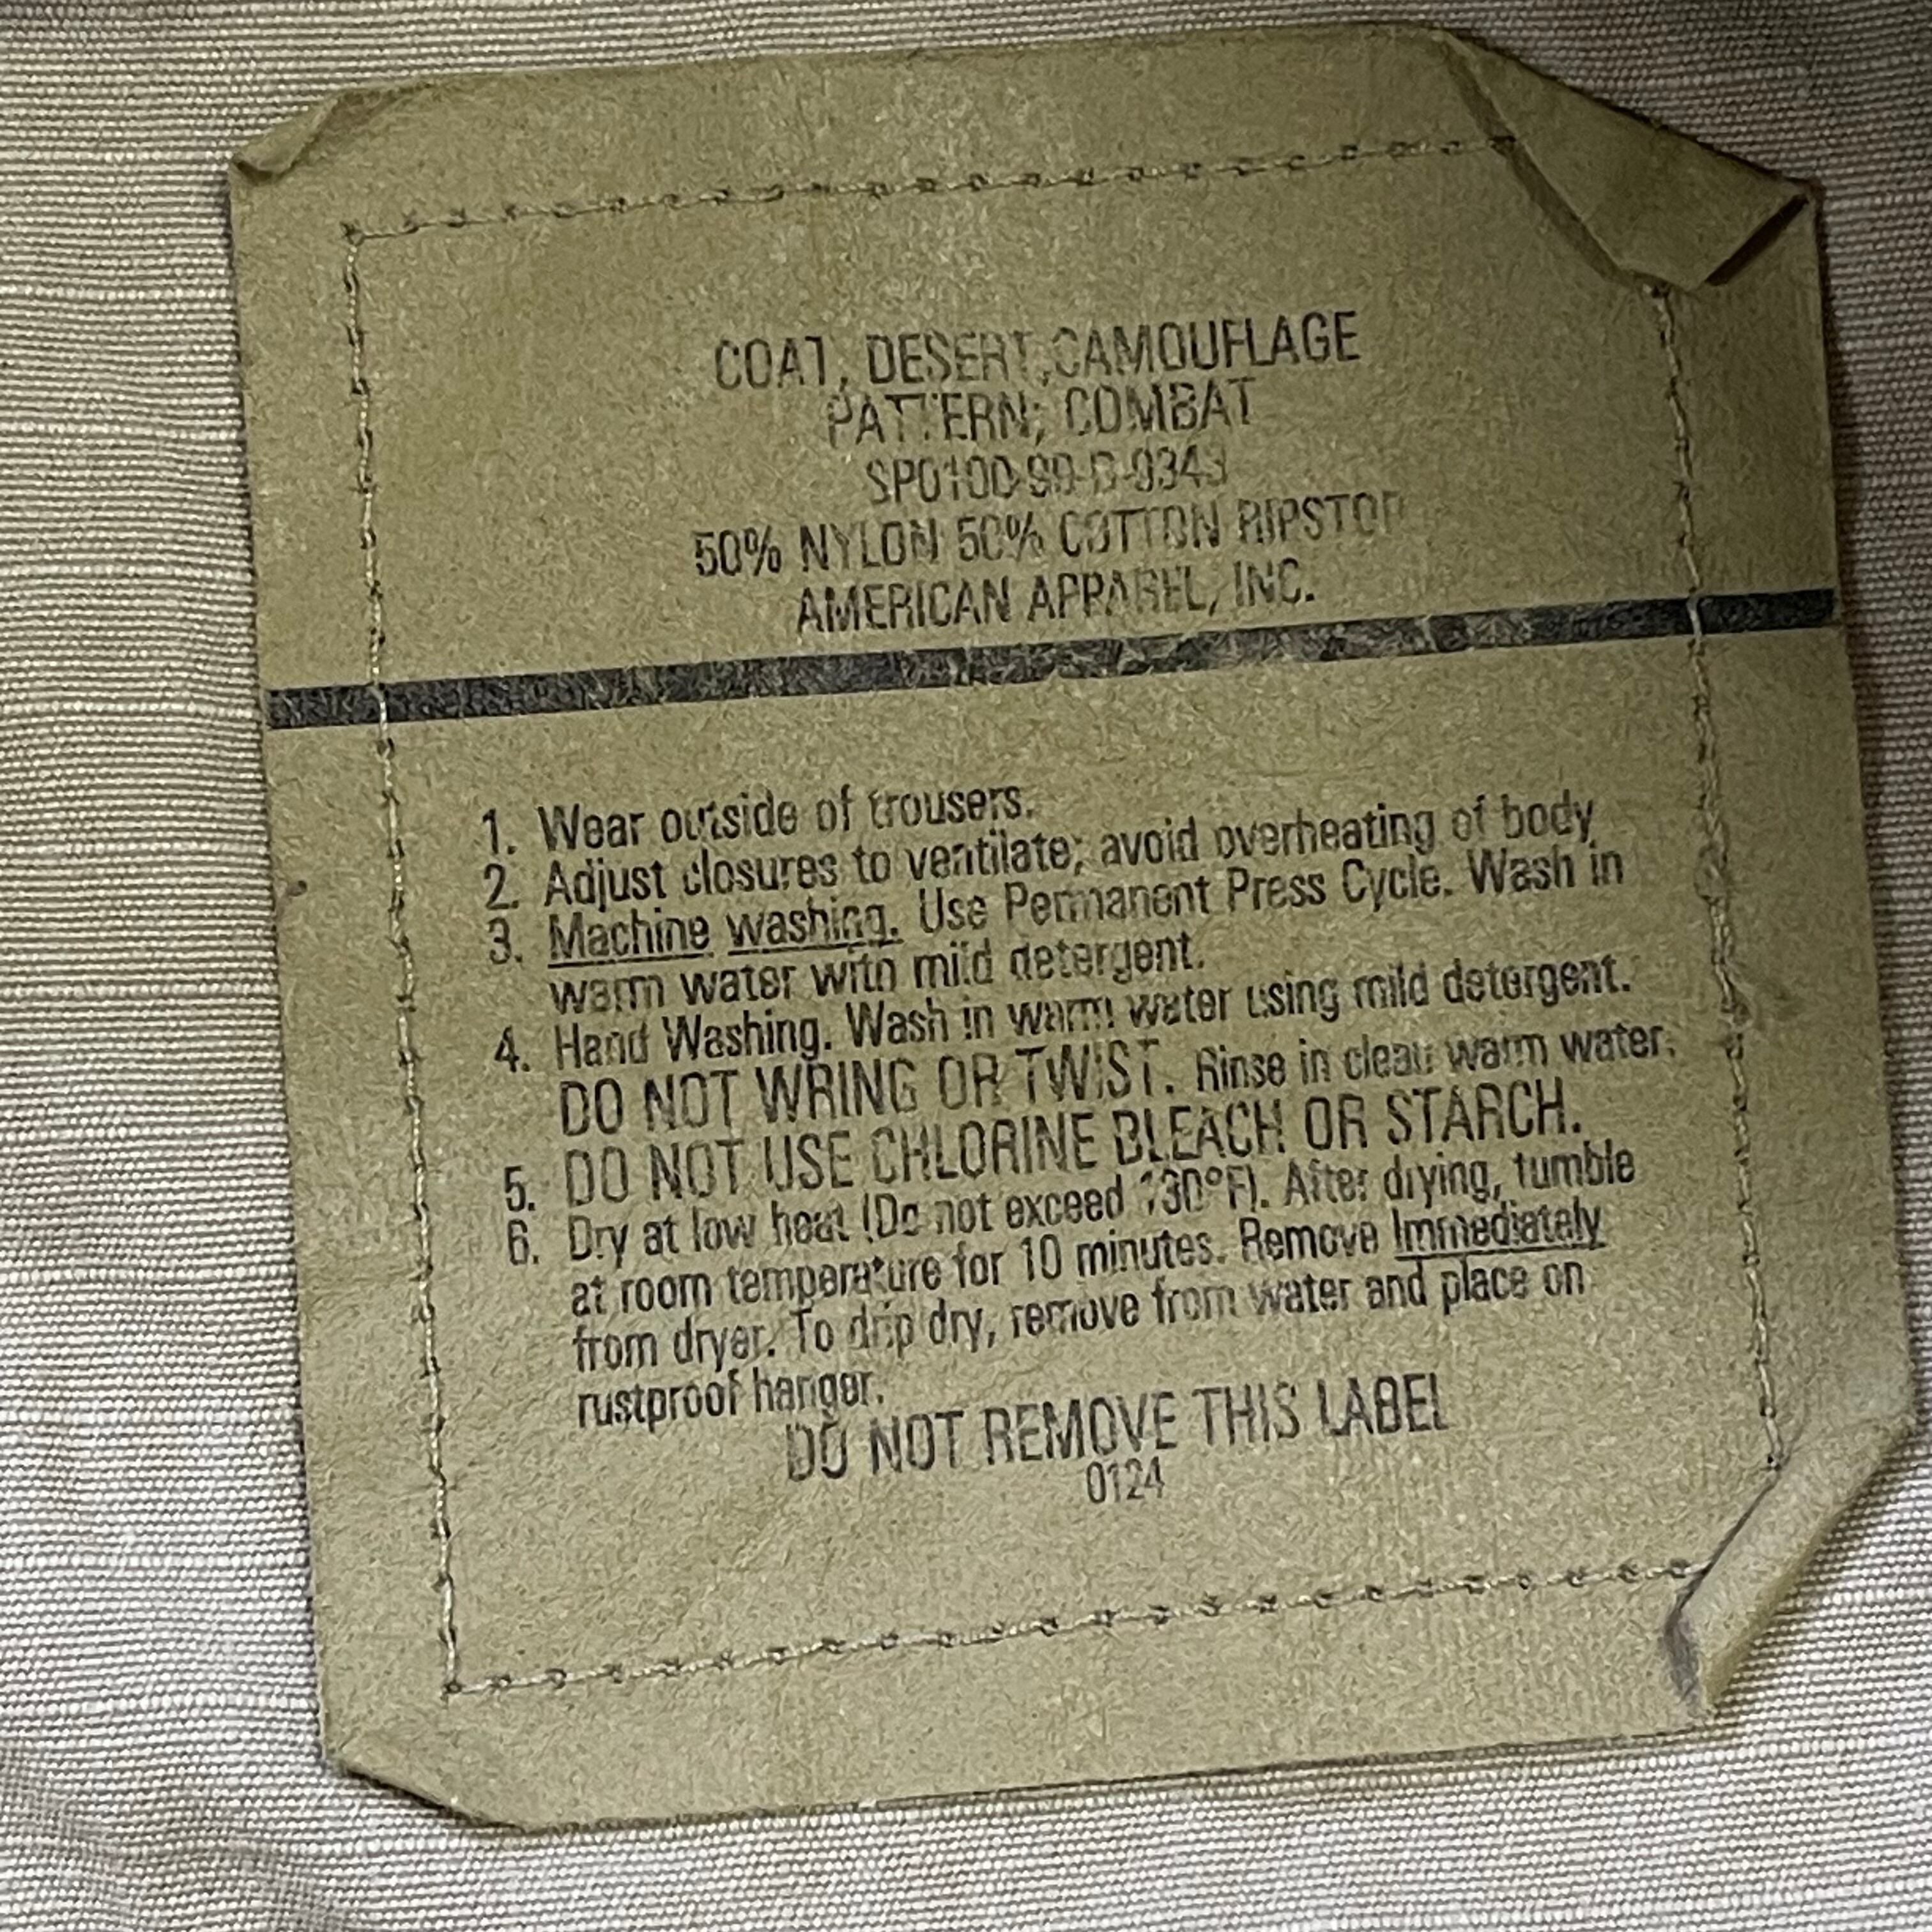 COAT, DESERT, CAMOUFLAGE
PATTERN; COMBAT
SP0100-99-D-0343
50% NYLON 50% COTTON RIPSTOP
AMERICAN APPAREL, INC.
1. Wear outside of trousers.
2. Adjust closures to ventilate; avoid overheating of body
3. Machine washing. Use Permanent Press Cycle. Wash in
warm water with mild detergent.
4. Hand Washing. Wash in warm water using mild detergent.
DO NOT WRING OR TWIST. Rinse in clean warm water.
5. DO NOT USE CHLORINE BLEACH OR STARCH.
6. Dry at low heat (Do not exceed 130°F). After drying, tumble
at room temperature for 10 minutes. Remove Immediately
from dryer. To drip dry, remove from water and place on
rustproof hanger.
DO NOT REMOVE THIS LABEL
0124